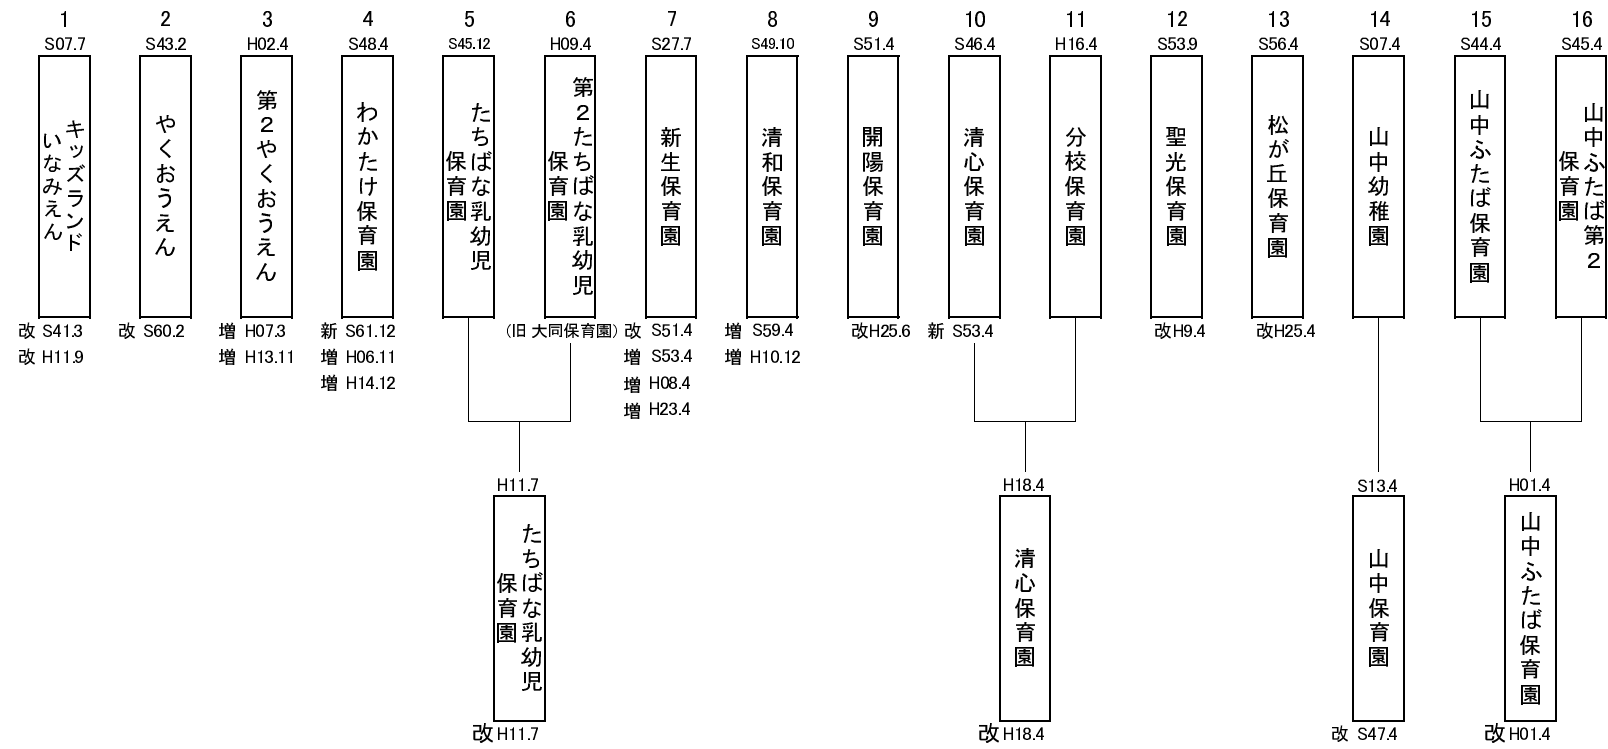 1 2 3 4 5 6 7 8 9 10 11 12 13 14 15 16
S07.7 S43.2 H02.4 S48.4 S45.12 H09.4 S27.7 S49.10 S51.4 S46.4 H16.4 S53.9 S56.4 S07.4 S44.4 S45.4
キッズランド
いなみえん
やくおうえん
第２やくおうえん
わかたけ保育園
たちばな乳幼児
保育園
第２たちばな乳幼児
保育園
新生保育園
清和保育園
開陽保育園
清心保育園
分校保育園
聖光保育園
松が丘保育園
山中幼稚園
山中ふたば保育園
山中ふたば第２
保育園
改 S41.3 改 S60.2 増 H07.3 新 S61.12 (旧 大同保育園) 改 S51.4 増 S59.4 改H25.6 新 S53.4 改H9.4 改H25.4
改 H11.9 増 H13.11 増 H06.11 増 S53.4 増 H10.12
増 H14.12 増 H08.4
増 H23.4
H11.7 H18.4 S13.4 H01.4
たちばな乳幼児
保育園
清心保育園
山中保育園
山中ふたば保育園
改H11.7 改H18.4 改 S47.4 改H01.4